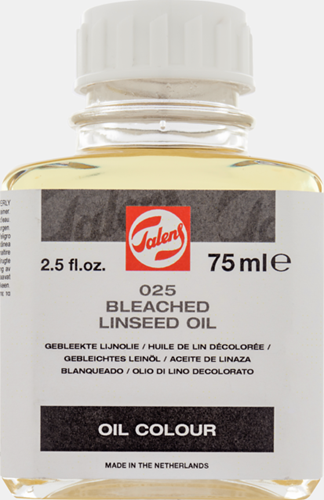 Talens
2.5 fl.oz. 75 ml e
025
BLEACHED
LINSEED OIL
GEBLEEKTE LIJNOLIE / HUILE DE LIN DÉCOLORÉE /
GEBLEICHTES LEINÖL / ACEITE DE LINAZA
BLANQUEADO / OLIO DI LINO DECOLORATO
OIL COLOUR
MADE IN THE NETHERLANDS